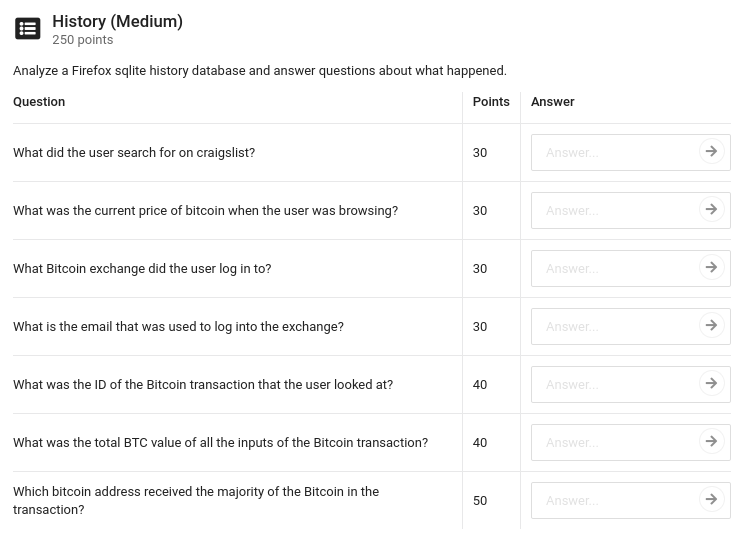 History (Medium)
250 points
Analyze a Firefox sqlite history database and answer questions about what happened.
Question Points Answer
What did the user search for on craigslist? 30 Answer...
What was the current price of bitcoin when the user was browsing? 30 Answer...
What Bitcoin exchange did the user log in to? 30 Answer...
What is the email that was used to log into the exchange? 30 Answer...
What was the ID of the Bitcoin transaction that the user looked at? 40 Answer...
What was the total BTC value of all the inputs of the Bitcoin transaction? 40 Answer...
Which bitcoin address received the majority of the Bitcoin in the
transaction? 50 Answer...